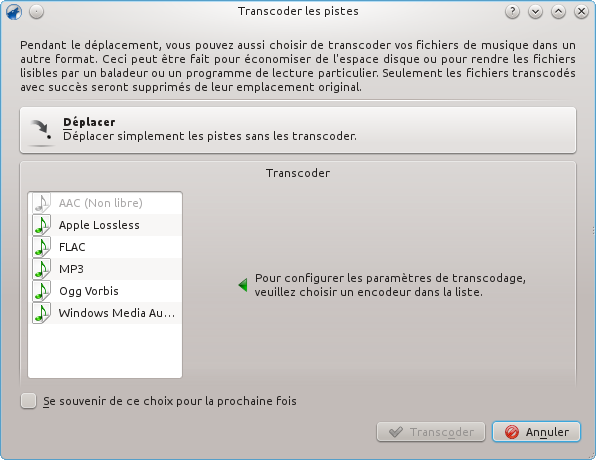 Transcoder les pistes
Pendant le déplacement, vous pouvez aussi choisir de transcoder vos fichiers de musique dans un
autre format. Ceci peut être fait pour économiser de l'espace disque ou pour rendre les fichiers
lisibles par un baladeur ou un programme de lecture particulier. Seulement les fichiers transcodés
avec succès seront supprimés de leur emplacement original.
Déplacer
Déplacer simplement les pistes sans les transcoder.
Transcoder
AAC (Non libre)
Apple Lossless
FLAC
MP3
Ogg Vorbis
Windows Media Au...
Pour configurer les paramètres de transcodage,
veuillez choisir un encodeur dans la liste.
Se souvenir de ce choix pour la prochaine fois
Transcoder
Annuler